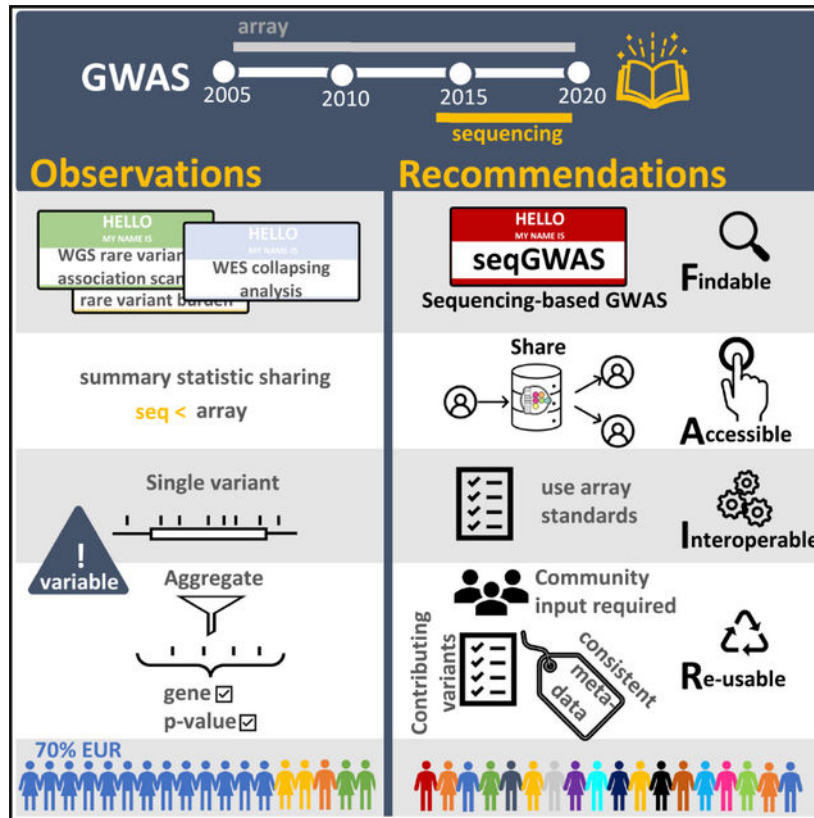 array
GWAS
2005
2010
2015
2020
sequencing
Observations
HELLO
MY NAME IS
WGS rare
association
rare variant
HELLO
MY NAME IS
WES collapsing
analysis
summary statistic sharing
seq < array
Single variant
!
variable
Aggregate
gene
p-value
70% EUR
Recommendations
HELLO
MY NAME IS
seqGWAS
Sequencing-based GWAS
Findable
Share
Accessible
use array
standards
Interoperable
Community
input required
Contributing
variants
consistent
meta-
data
Re-usable